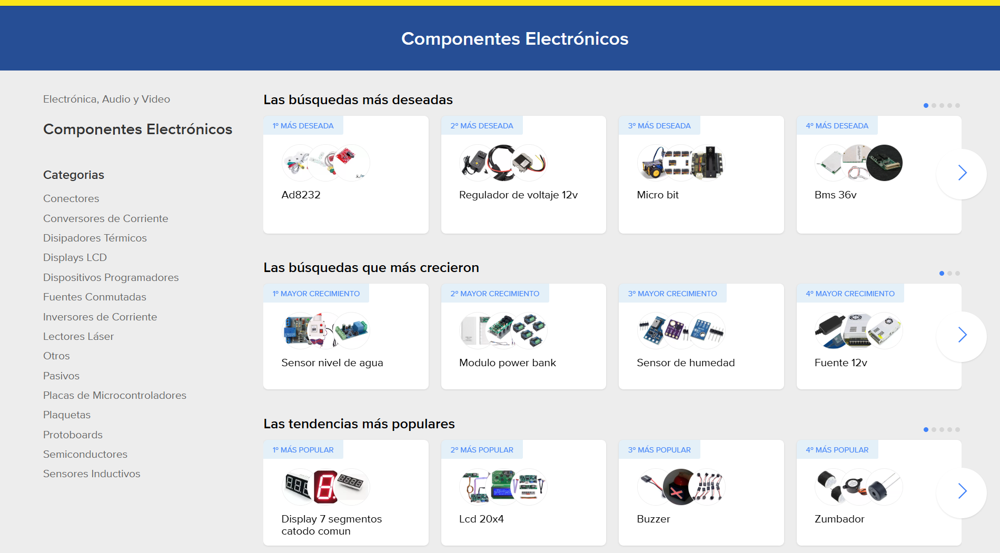 Componentes Electrónicos
Electrónica, Audio y Video
Componentes Electrónicos
Categorias
Conectores
Conversores de Corriente
Disipadores Térmicos
Displays LCD
Dispositivos Programadores
Fuentes Conmutadas
Inversores de Corriente
Lectores Láser
Otros
Pasivos
Placas de Microcontroladores
Plaquetas
Protoboards
Semiconductores
Sensores Inductivos
Las búsquedas más deseadas
1º MÁS DESEADA
Ad8232
2º MÁS DESEADA
Regulador de voltaje 12v
3º MÁS DESEADA
Micro bit
4º MÁS DESEADA
Bms 36v
Las búsquedas que más crecieron
1º MAYOR CRECIMIENTO
Sensor nivel de agua
2º MAYOR CRECIMIENTO
Modulo power bank
3º MAYOR CRECIMIENTO
Sensor de humedad
4º MAYOR CRECIMIENTO
Fuente 12v
Las tendencias más populares
1º MÁS POPULAR
Display 7 segmentos
catodo comun
2º MÁS POPULAR
Lcd 20x4
3º MÁS POPULAR
Buzzer
4º MÁS POPULAR
Zumbador